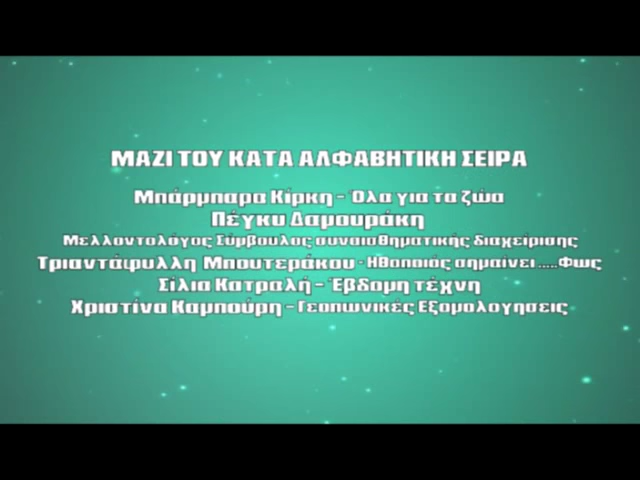 ΜΑΖΙ ΤΟΥ ΚΑΤΑ ΑΛΦΑΒΗΤΙΚΗ ΣΕΙΡΑ
Μπάρμπαρα Κίρκη - Όλα για τα ζώα
Πέγκυ Δαμουράκη
Μελλοντολόγος Σύμβουλος συναισθηματικής διαχείρισης
Τριαντάφυλλη Μπουτεράκου - Ηθοποιός σημαίνει .....Φως
Σίλια Κατραλή - Έβδομη τέχνη
Χριστίνα Καμπούρη - Γεοπωνικές Εξομολογησεις